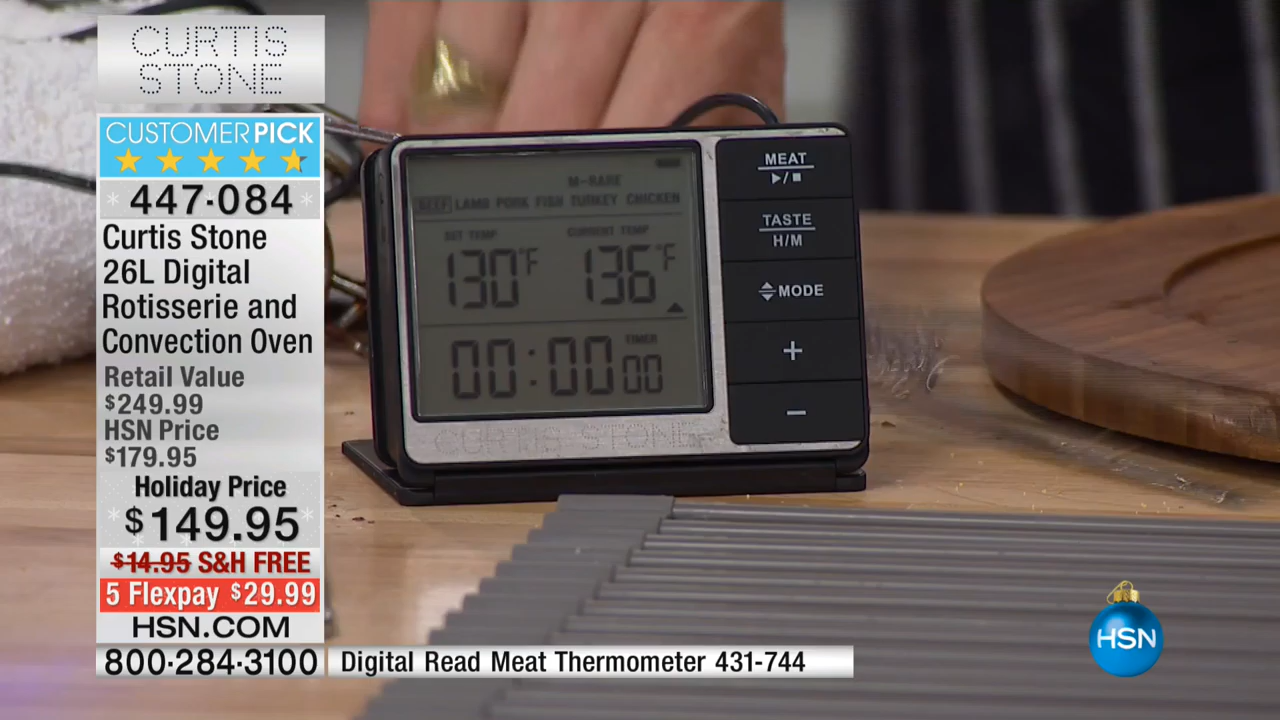 CURTIS
STONE
CUSTOMER PICK
447-084
Curtis Stone
26L Digital
Rotisserie and
Convection Oven
Retail Value
$249.99
HSN Price
$179.95
Holiday Price
$149.95
$14.95 S&H FREE
5 Flexpay $29.99
HSN.COM
800-284-3100
Digital Read Meat Thermometer 431-744
M-RARE
BEEF LAMB PORK FISH TURKEY CHICKEN
SET TEMP CURRENT TEMP
130°F 136°F
TIMER
00:00 00
CURTIS STONE
MEAT
▶/■
TASTE
H/M
MODE
+
−
HSN